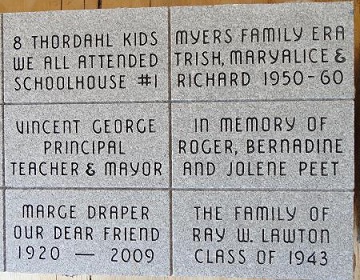 8 THORDAHL KIDS
WE ALL ATTENDED
SCHOOLHOUSE #1
MYERS FAMILY ERA
TRISH, MARYALICE &
RICHARD 1950-60
VINCENT GEORGE
PRINCIPAL
TEACHER & MAYOR
IN MEMORY OF
ROGER, BERNADINE
AND JOLENE PEET
MARGE DRAPER
OUR DEAR FRIEND
1920 — 2009
THE FAMILY OF
RAY W. LAWTON
CLASS OF 1943